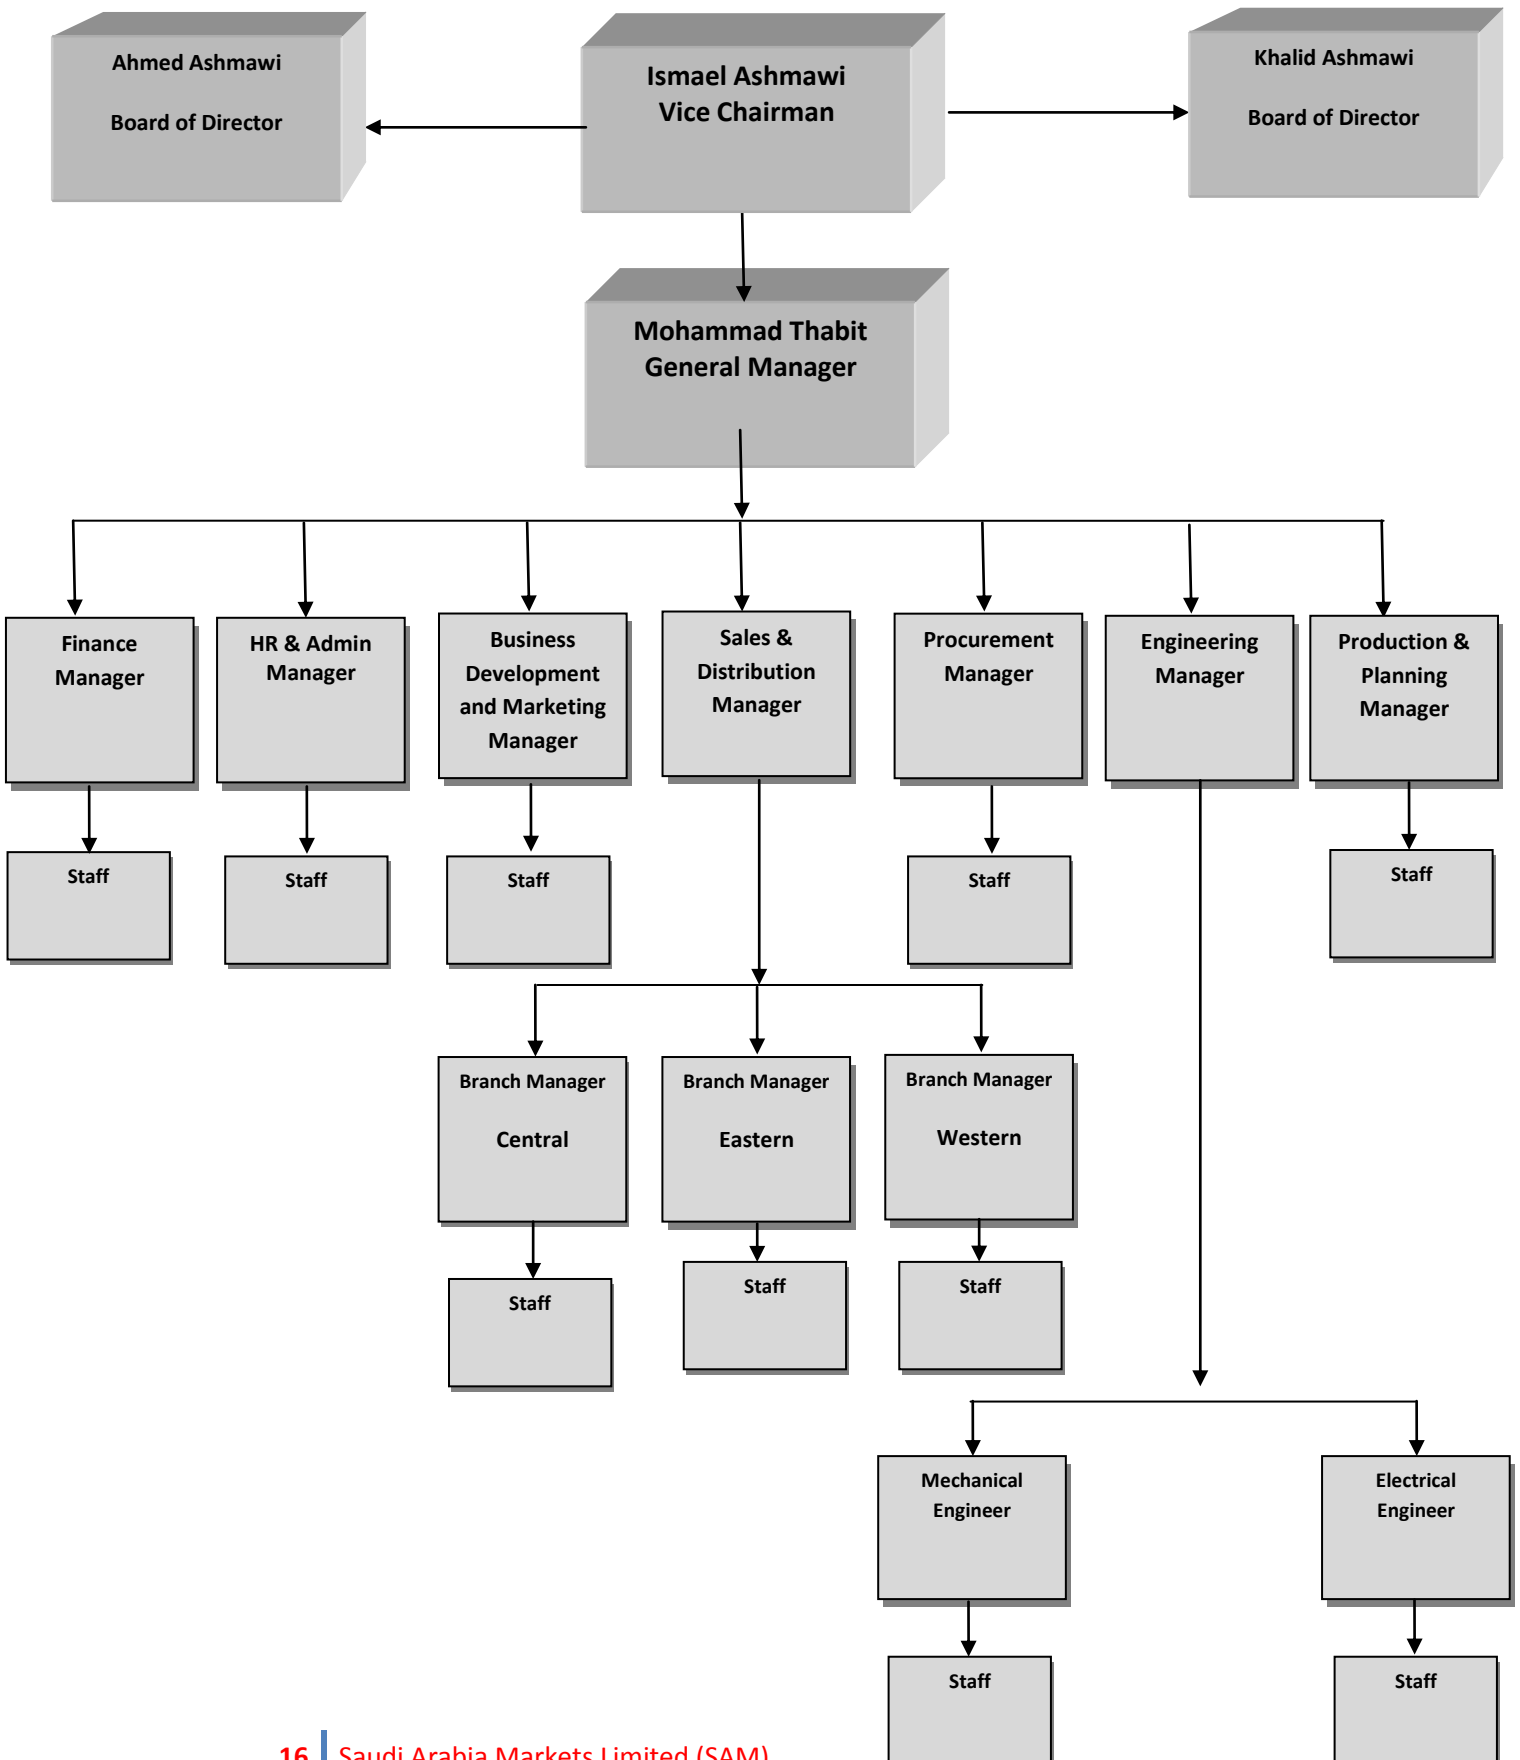 Ahmed Ashmawi
Board of Director
Ismael Ashmawi
Vice Chairman
Khalid Ashmawi
Board of Director
Mohammad Thabit
General Manager
Finance
Manager
HR & Admin
Manager
Business
Development
and Marketing
Manager
Sales &
Distribution
Manager
Procurement
Manager
Engineering
Manager
Production &
Planning
Manager
Staff
Staff
Staff
Staff
Staff
Branch Manager
Central
Branch Manager
Eastern
Branch Manager
Western
Staff
Staff
Staff
Mechanical
Engineer
Electrical
Engineer
Staff
Staff
16 Saudi Arabia Markets Limited (SAM)